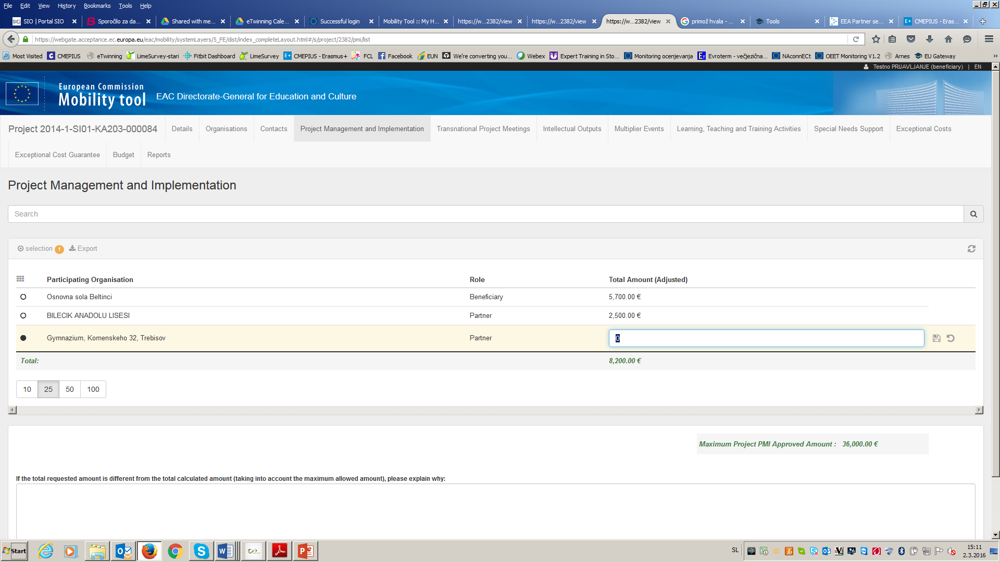 File Edit View History Bookmarks Tools Help
SIO | Portal SIO Sporočilo za da... Shared with me... eTwinning Cale... Successful login Mobility Tool :: My H... https://w...2382/view https://w...2382/view https://w...2382/view primož hvala - ... Tools EEA Partner se... CMEPIUS - Eras...
https://webgate.acceptance.ec.europa.eu/eac/mobility/systemLayers/5_FE/dist/index_completeLayout.html#/s/project/2382/pmi/list
Most Visited CMEPIUS eTwinning LimeSurvey-stari Fitbit Dashboard LimeSurvey CMEPIUS - Erasmus+ FCL Facebook EUN We're converting you... Webex Expert Training in Sto... Monitoring ocenjevanja Evroterm - večjezična... NAconnECt OEET Monitoring V1.2 Arnes EU Gateway
Testno PRIJAVLJANJE (beneficiary) | EN
European Commission
Mobility tool EAC Directorate-General for Education and Culture
Project 2014-1-SI01-KA203-000084 Details Organisations Contacts Project Management and Implementation Transnational Project Meetings Intellectual Outputs Multiplier Events Learning, Teaching and Training Activities Special Needs Support Exceptional Costs
Exceptional Cost Guarantee Budget Reports
Project Management and Implementation
Search
selection 1 Export
Participating Organisation Role Total Amount (Adjusted)
Osnovna sola Beltinci Beneficiary 5,700.00 €
BILECIK ANADOLU LISESI Partner 2,500.00 €
Gymnazium, Komenskeho 32, Trebisov Partner 0
Total: 8,200.00 €
10 25 50 100
Maximum Project PMI Approved Amount : 36,000.00 €
If the total requested amount is different from the total calculated amount (taking into account the maximum allowed amount), please explain why:
Start SL 15:11
2.3.2016